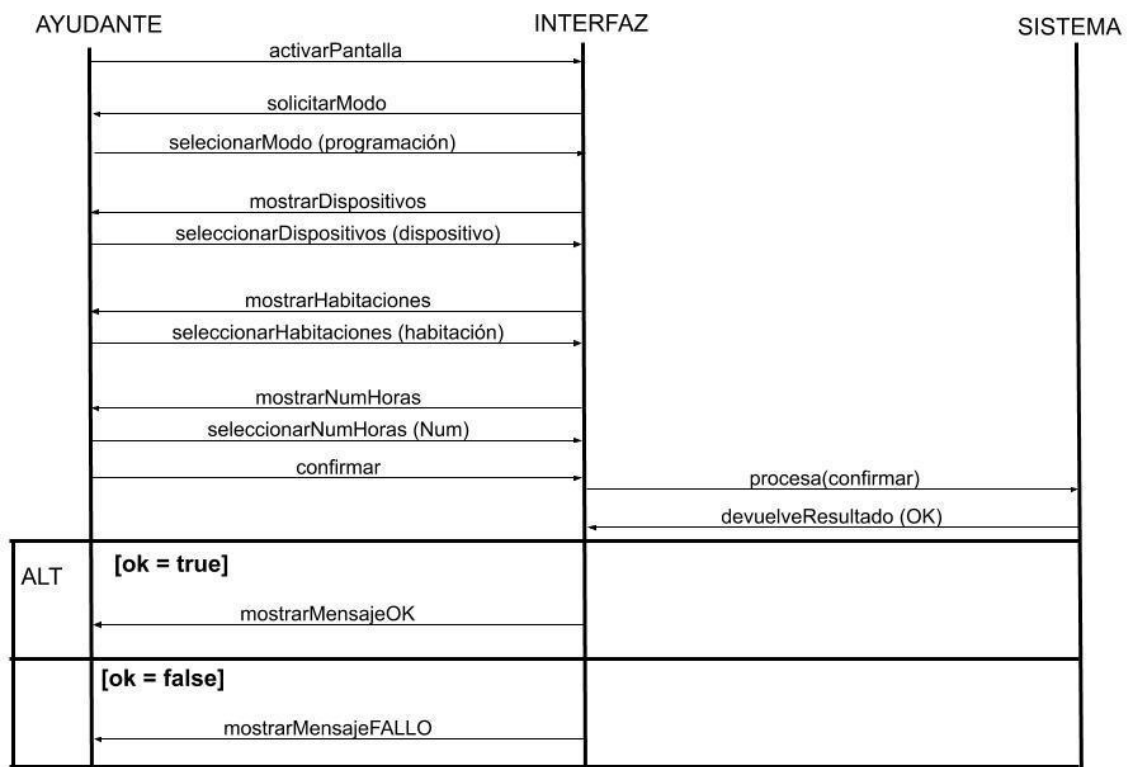 AYUDANTE INTERFAZ SISTEMA
activarPantalla
solicitarModo
selecionarModo (programación)
mostrarDispositivos
seleccionarDispositivos (dispositivo)
mostrarHabitaciones
seleccionarHabitaciones (habitación)
mostrarNumHoras
seleccionarNumHoras (Num)
confirmar
procesa(confirmar)
devuelveResultado (OK)
ALT [ok = true]
mostrarMensajeOK
[ok = false]
mostrarMensajeFALLO